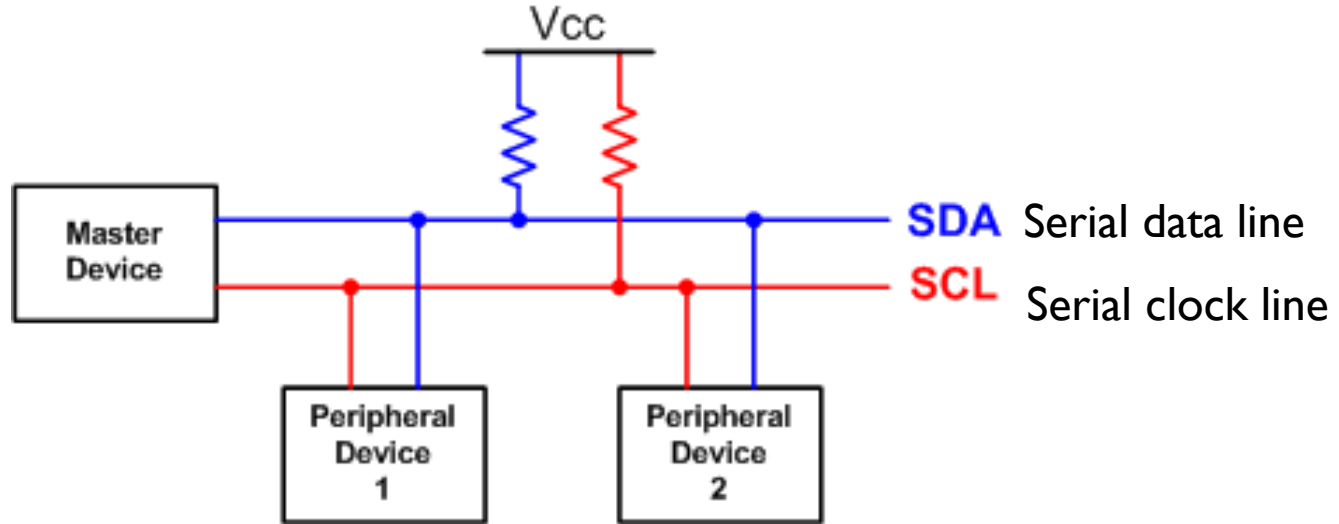 Vcc
Master
Device
SDA Serial data line
SCL Serial clock line
Peripheral
Device
1
Peripheral
Device
2